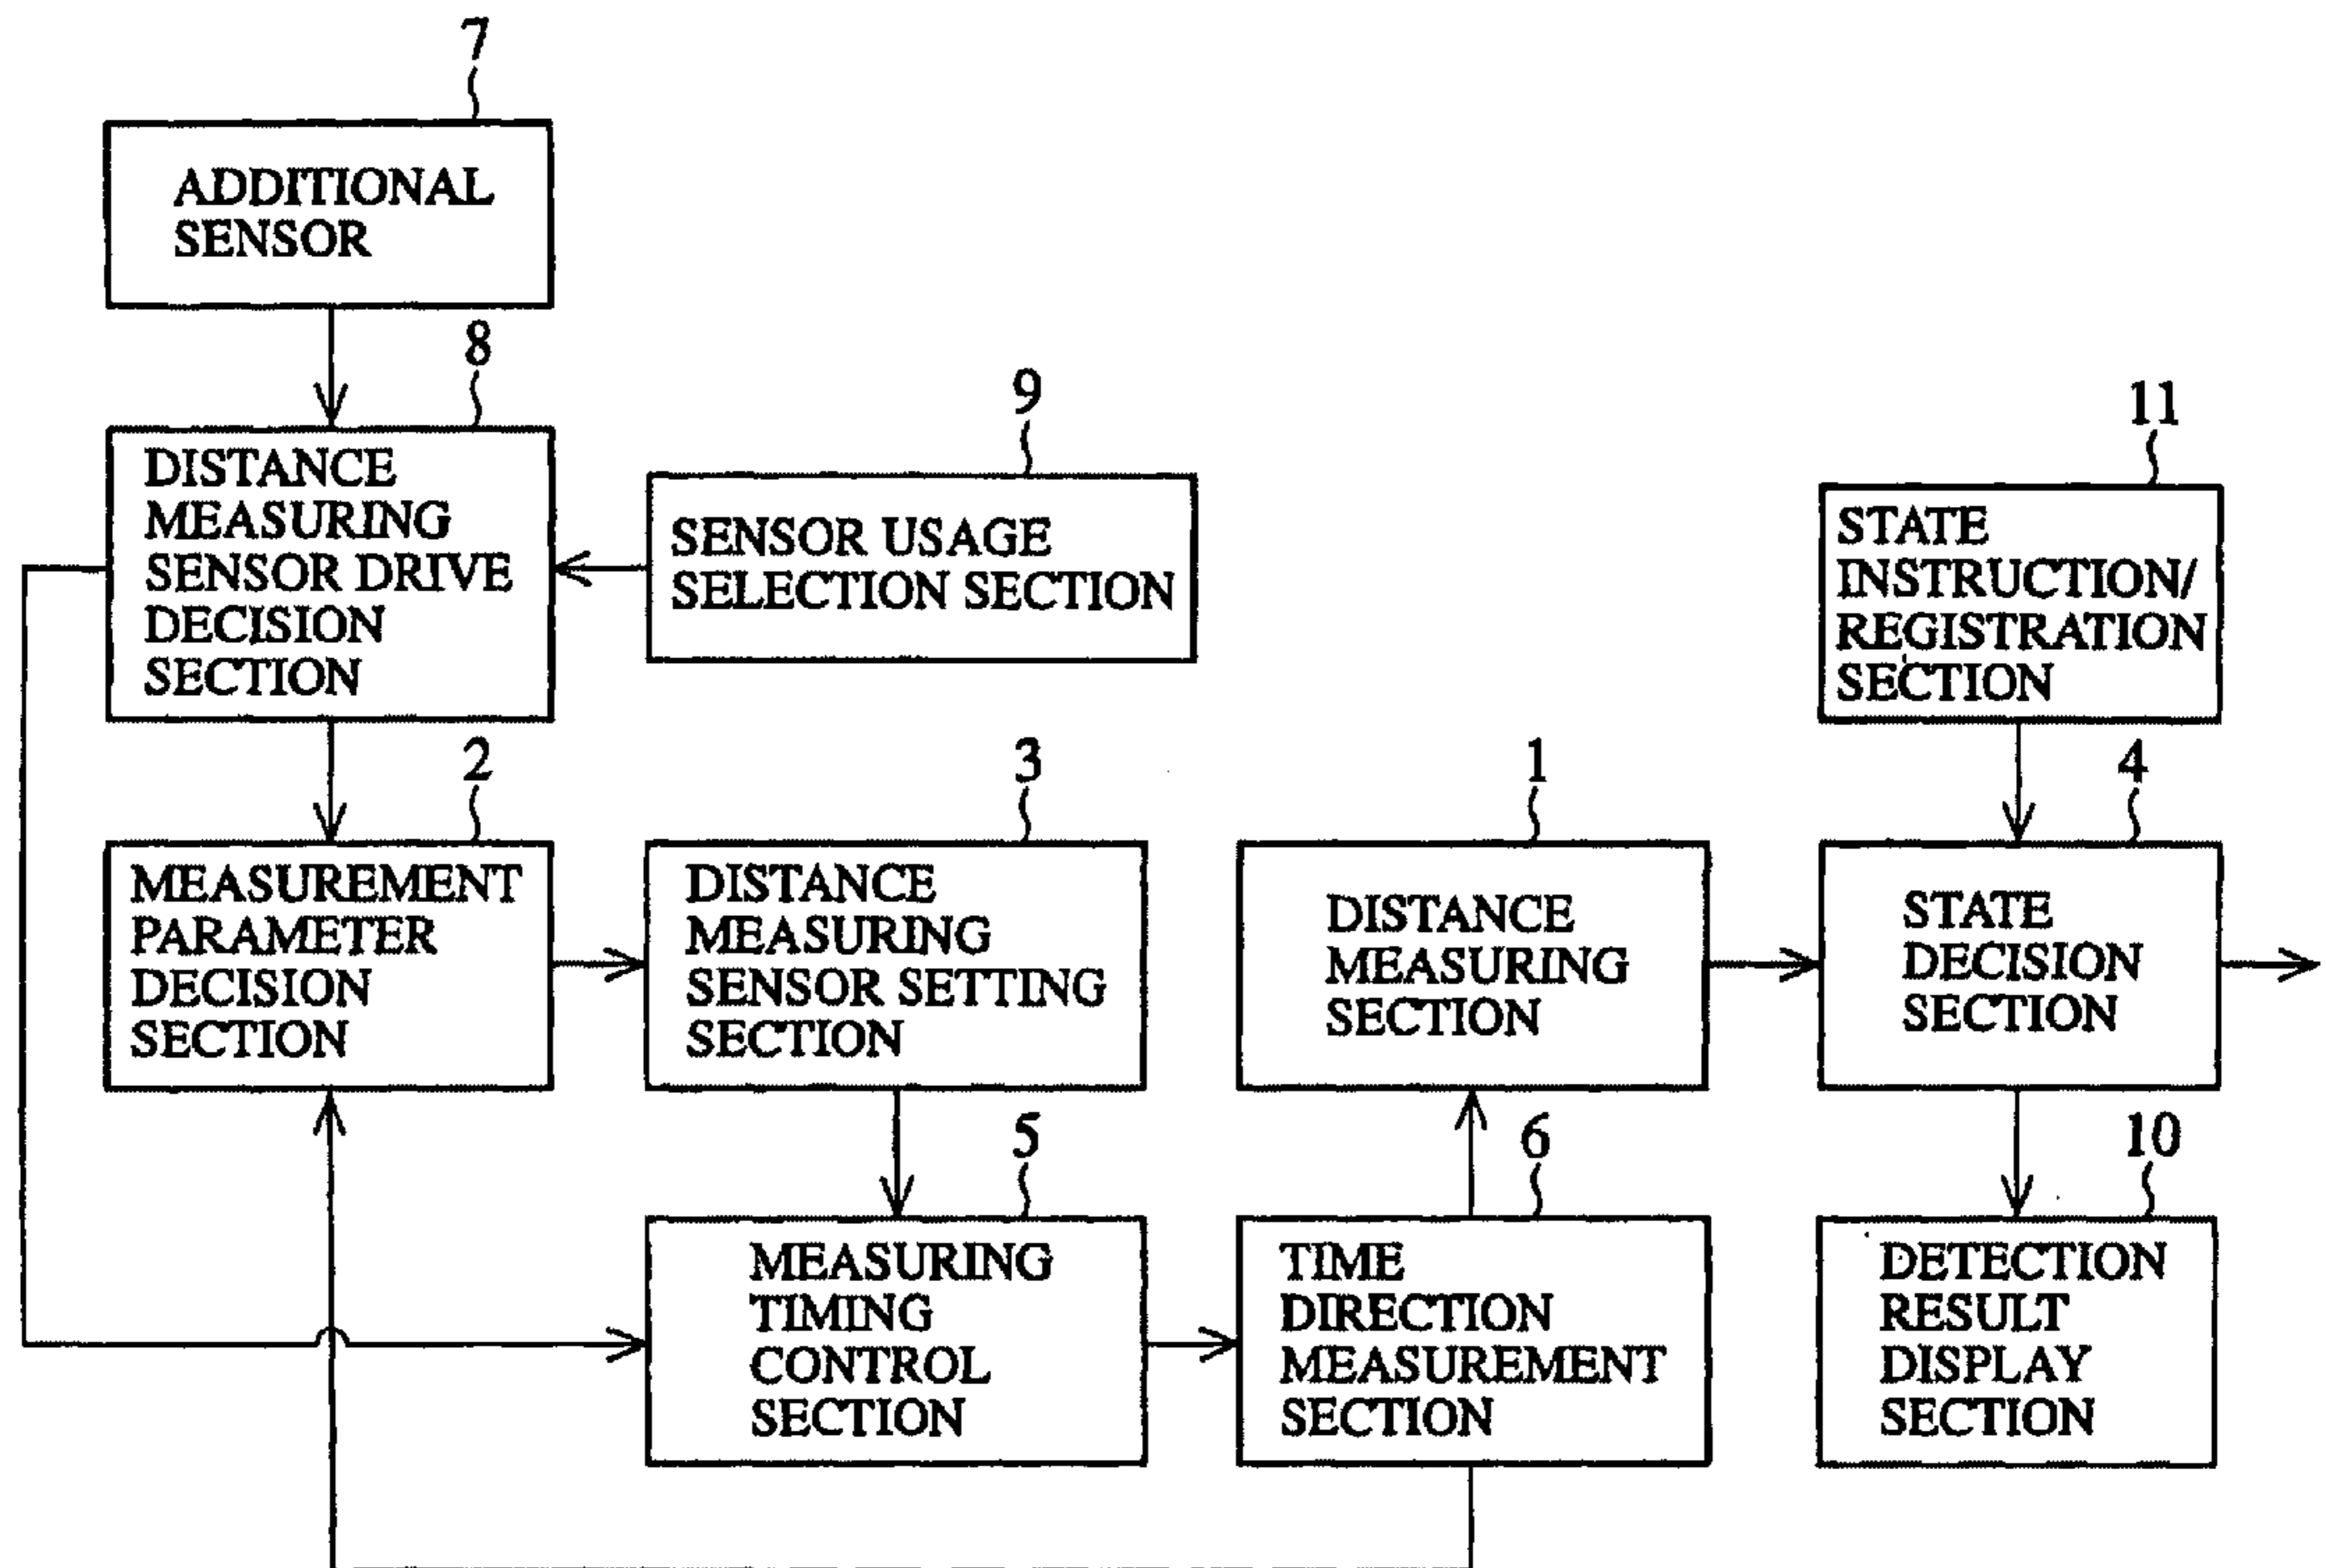 7
ADDITIONAL
SENSOR
8
DISTANCE
MEASURING
SENSOR DRIVE
DECISION
SECTION
9
SENSOR USAGE
SELECTION SECTION
11
STATE
INSTRUCTION/
REGISTRATION
SECTION
2
MEASUREMENT
PARAMETER
DECISION
SECTION
3
DISTANCE
MEASURING
SENSOR SETTING
SECTION
1
DISTANCE
MEASURING
SECTION
4
STATE
DECISION
SECTION
5
MEASURING
TIMING
CONTROL
SECTION
6
TIME
DIRECTION
MEASUREMENT
SECTION
10
DETECTION
RESULT
DISPLAY
SECTION